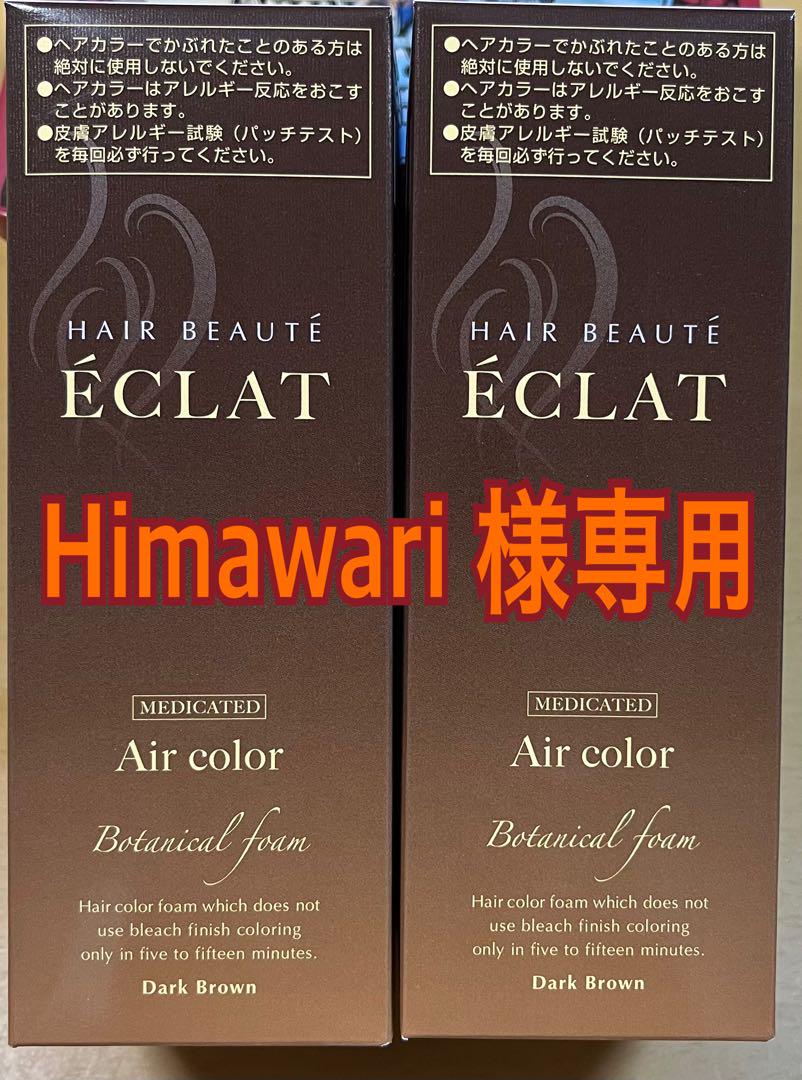 ●ヘアカラーでかぶれたことのある方は
絶対に使用しないでください。
●ヘアカラーはアレルギー反応をおこす
ことがあります。
●皮膚アレルギー試験（パッチテスト）
を毎回必ず行ってください。
HAIR BEAUTÉ
ÉCLAT
●ヘアカラーでかぶれたことのある方は
絶対に使用しないでください。
●ヘアカラーはアレルギー反応をおこす
ことがあります。
●皮膚アレルギー試験（パッチテスト）
を毎回必ず行ってください。
HAIR BEAUTÉ
ÉCLAT
Himawari 様専用
MEDICATED
Air color
Botanical foam
Hair color foam which does not
use bleach finish coloring
only in five to fifteen minutes.
Dark Brown
MEDICATED
Air color
Botanical foam
Hair color foam which does not
use bleach finish coloring
only in five to fifteen minutes.
Dark Brown